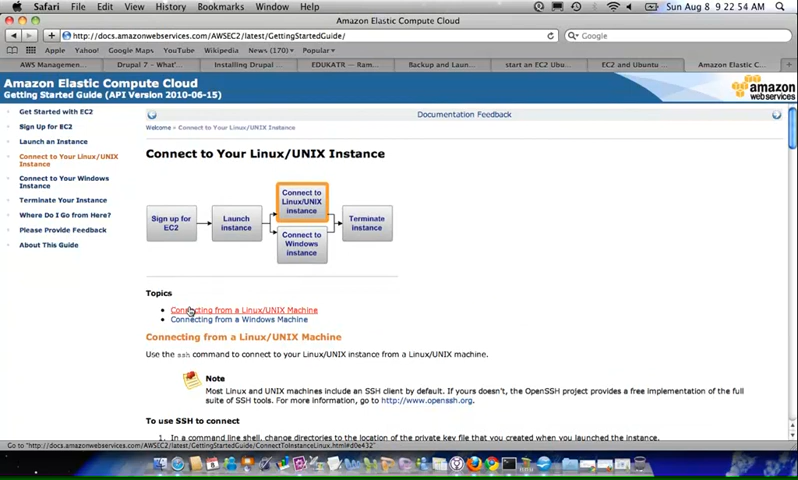 Safari File Edit View History Bookmarks Window Help
Sun Aug 8 9 22 54 AM
Amazon Elastic Compute Cloud
http://docs.amazonwebservices.com/AWSEC2/latest/GettingStartedGuide/
Google
Apple Yahoo! Google Maps YouTube Wikipedia News (170) Popular
AWS Managemen... Drupal 7 – What'... Installing Drupal EDUKATR — Ram... Backup and Laun... start an EC2 Ubu... EC2 and Ubuntu Amazon Elastic C...
Amazon Elastic Compute Cloud
Getting Started Guide (API Version 2010-06-15)
amazon
webservices
Get Started with EC2
Sign Up for EC2
Launch an Instance
Connect to Your Linux/UNIX
Instance
Connect to Your Windows
Instance
Terminate Your Instance
Where Do I Go from Here?
Please Provide Feedback
About This Guide
Documentation Feedback
Welcome » Connect to Your Linux/UNIX Instance
Connect to Your Linux/UNIX Instance
Sign up for
EC2
Launch
instance
Connect to
Linux/UNIX
instance
Connect to
Windows
instance
Terminate
instance
Topics
• Connecting from a Linux/UNIX Machine
• Connecting from a Windows Machine
Connecting from a Linux/UNIX Machine
Use the ssh command to connect to your Linux/UNIX instance from a Linux/UNIX machine.
Note
Most Linux and UNIX machines include an SSH client by default. If yours doesn't, the OpenSSH project provides a free implementation of the full
suite of SSH tools. For more information, go to http://www.openssh.org.
To use SSH to connect
1. In a command line shell, change directories to the location of the private key file that you created when you launched the instance.
Go to "http://docs.amazonwebservices.com/AWSEC2/latest/GettingStartedGuide/ConnectToInstanceLinux.html#d0e432"